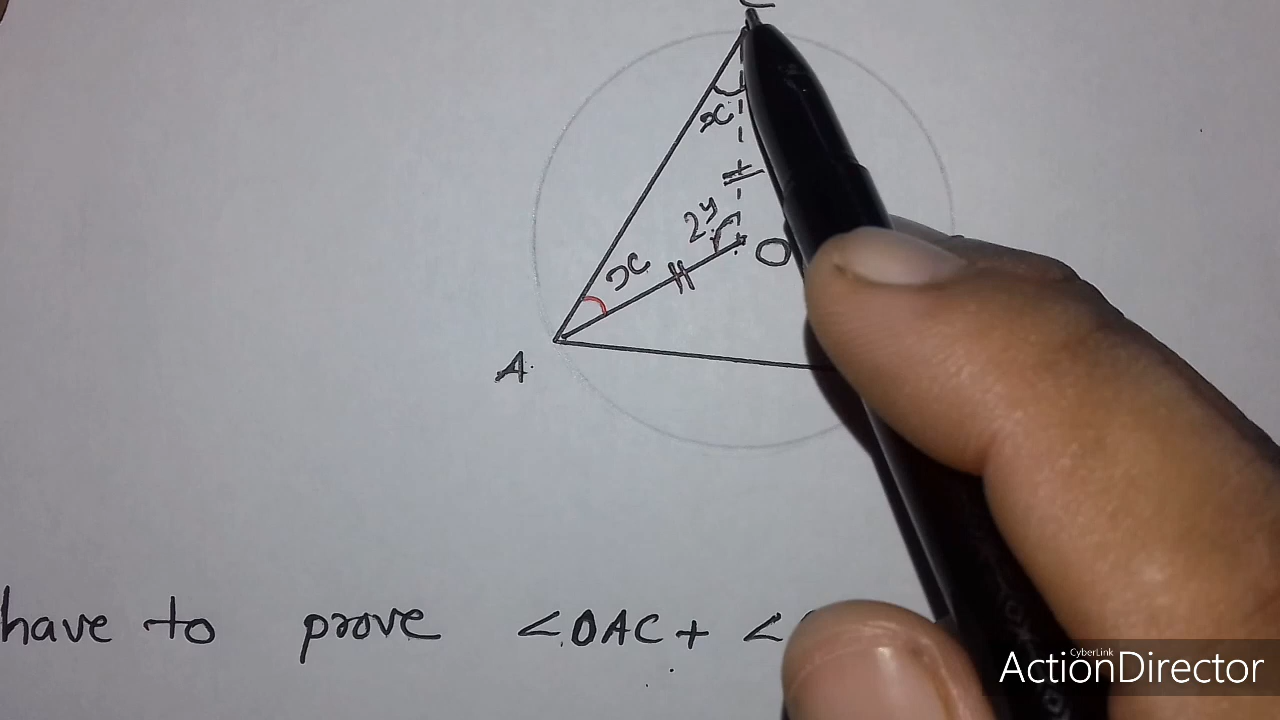 x
2y
x
O
A
have to prove ∠OAC + ∠
CyberLink
ActionDirector